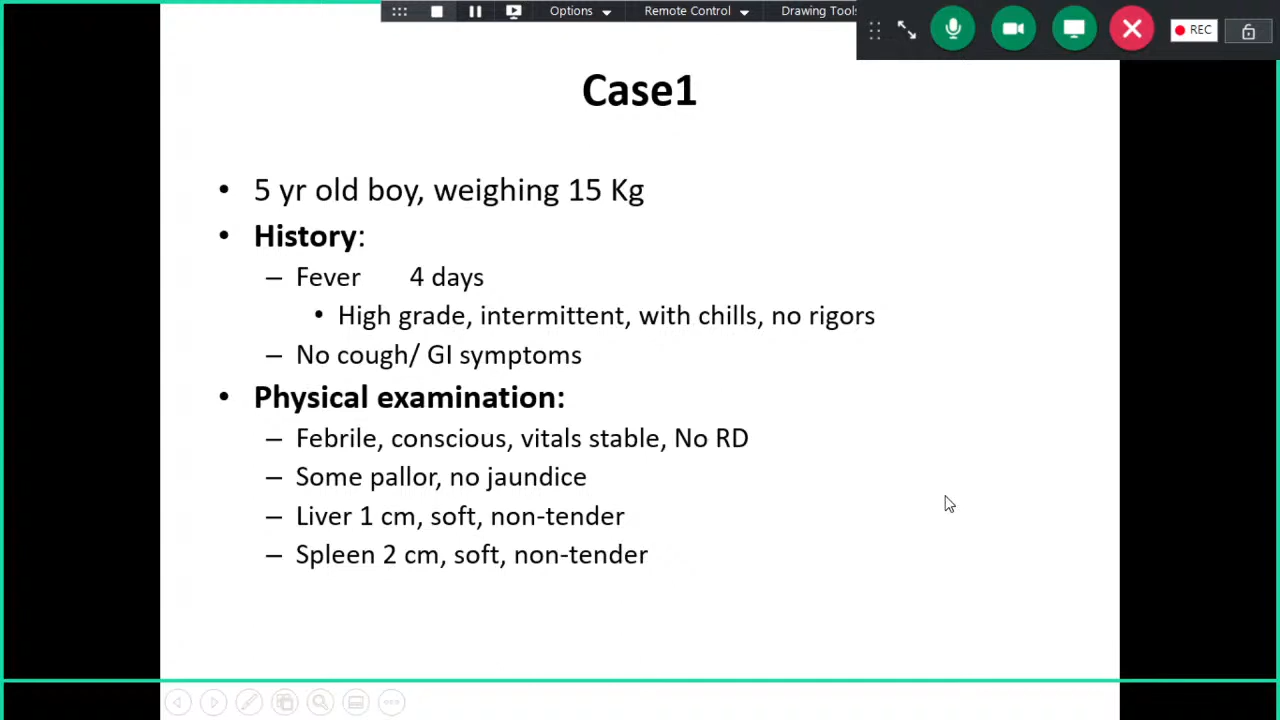 Options
Remote Control
Drawing Tools
REC
Case1
• 5 yr old boy, weighing 15 Kg
• History:
– Fever 4 days
• High grade, intermittent, with chills, no rigors
– No cough/ GI symptoms
• Physical examination:
– Febrile, conscious, vitals stable, No RD
– Some pallor, no jaundice
– Liver 1 cm, soft, non-tender
– Spleen 2 cm, soft, non-tender